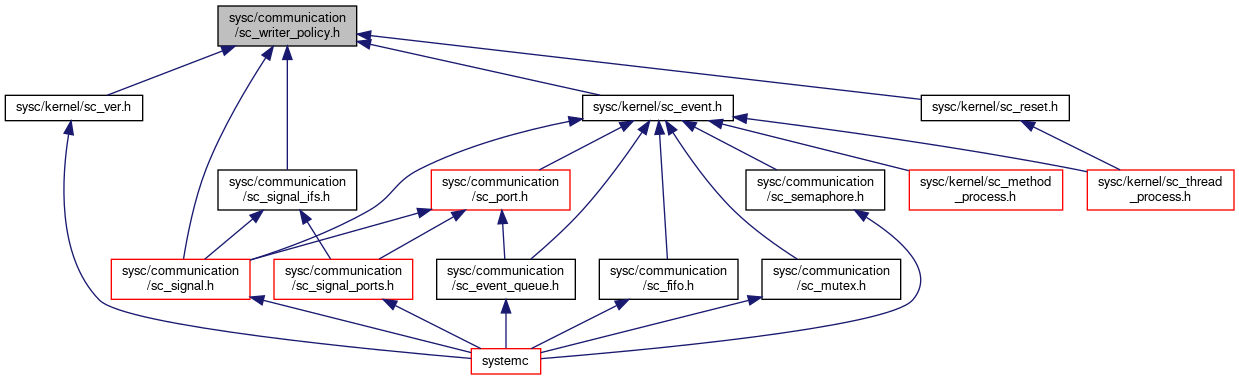 sysc/communication
/sc_writer_policy.h
sysc/kernel/sc_ver.h
sysc/kernel/sc_event.h
sysc/kernel/sc_reset.h
sysc/communication
/sc_signal_ifs.h
sysc/communication
/sc_port.h
sysc/communication
/sc_semaphore.h
sysc/kernel/sc_method
_process.h
sysc/kernel/sc_thread
_process.h
sysc/communication
/sc_signal.h
sysc/communication
/sc_signal_ports.h
sysc/communication
/sc_event_queue.h
sysc/communication
/sc_fifo.h
sysc/communication
/sc_mutex.h
systemc